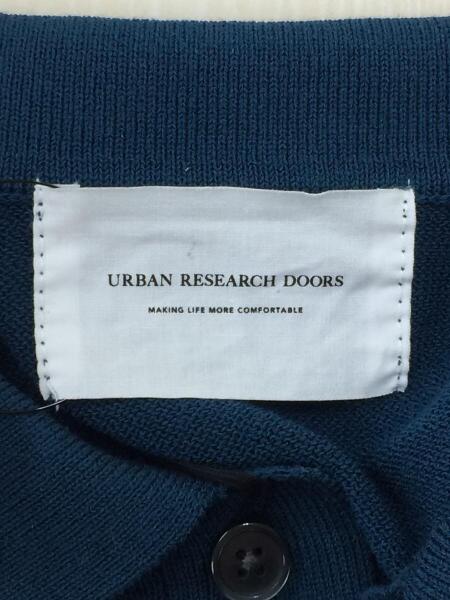 URBAN RESEARCH DOORS
MAKING LIFE MORE COMFORTABLE